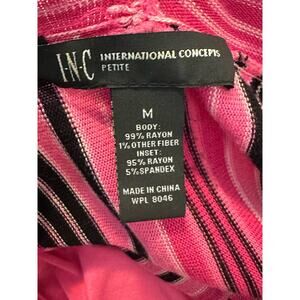 I.N.C INTERNATIONAL CONCEPTS
PETITE
M
BODY:
99% RAYON
1% OTHER FIBER
INSET:
95% RAYON
5% SPANDEX
MADE IN CHINA
WPL 8046